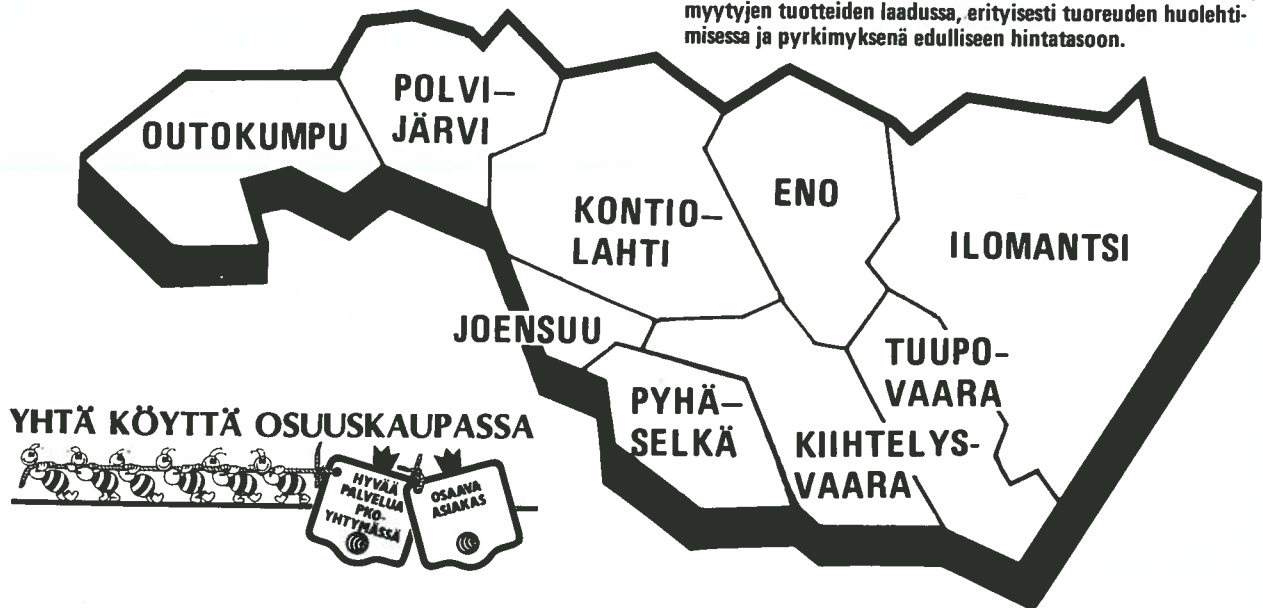 myytyjen tuotteiden laadussa, erityisesti tuoreuden huolehti-
misessa ja pyrkimyksenä edulliseen hintatasoon.
POLVI-
JÄRVI
OUTOKUMPU
ENO
KONTIO-
LAHTI
ILOMANTSI
JOENSUU
TUUPO-
VAARA
PYHÄ-
SELKÄ
KIIHTELYS-
VAARA
YHTÄ KÖYTTÄ OSUUSKAUPASSA
HYVÄÄ
PALVELUA
PKO-
YHTYMÄSSÄ
OSAAVA
ASIAKAS